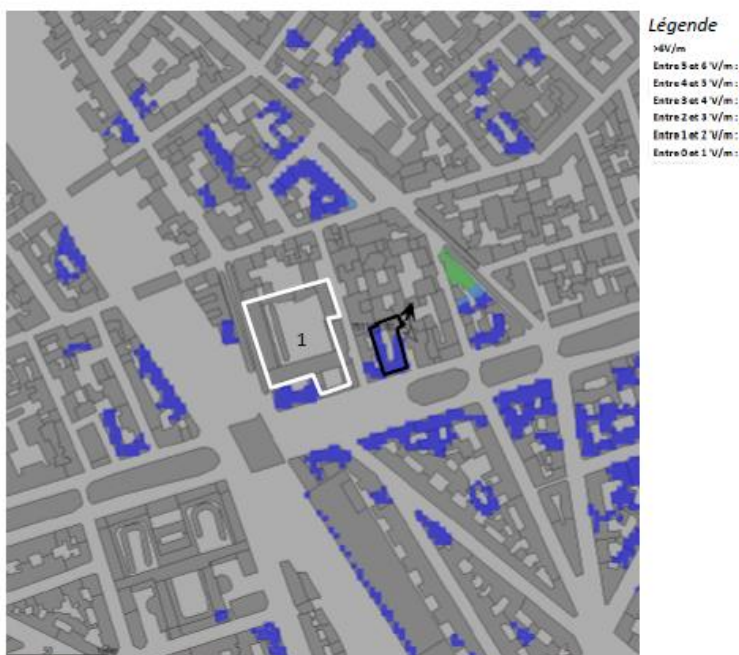 Légende
>6V/m
Entre 5 et 6 V/m :
Entre 4 et 5 V/m :
Entre 3 et 4 V/m :
Entre 2 et 3 V/m :
Entre 1 et 2 V/m :
Entre 0 et 1 V/m :
1